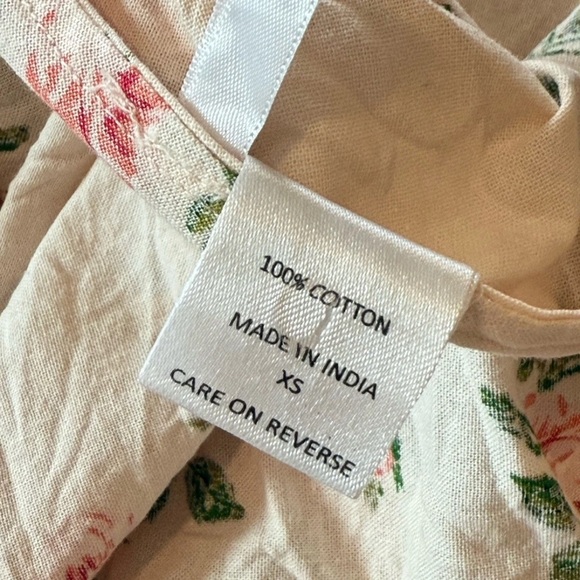 100% COTTON
MADE IN INDIA
XS
CARE ON REVERSE